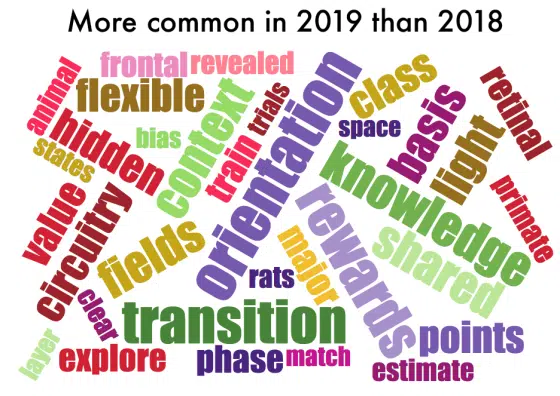 More common in 2019 than 2018
animal
frontal
revealed
flexible
class
retinal
hidden
bias
context
train
trials
orientation
space
basis
light
states
knowledge
value
circuitry
fields
rewards
primate
shared
major
rats
clear
transition
points
layer
explore
phase
match
estimate